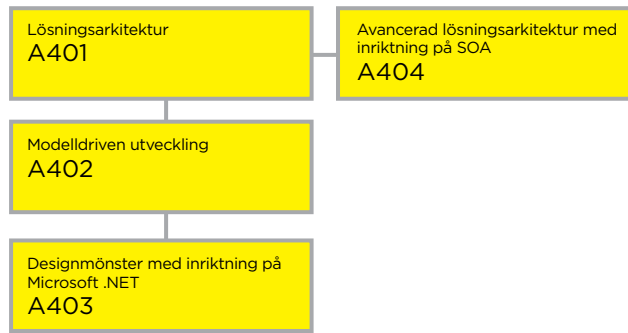 Lösningsarkitektur
A401
Avancerad lösningsarkitektur med
inriktning på SOA
A404
Modelldriven utveckling
A402
Designmönster med inriktning på
Microsoft .NET
A403